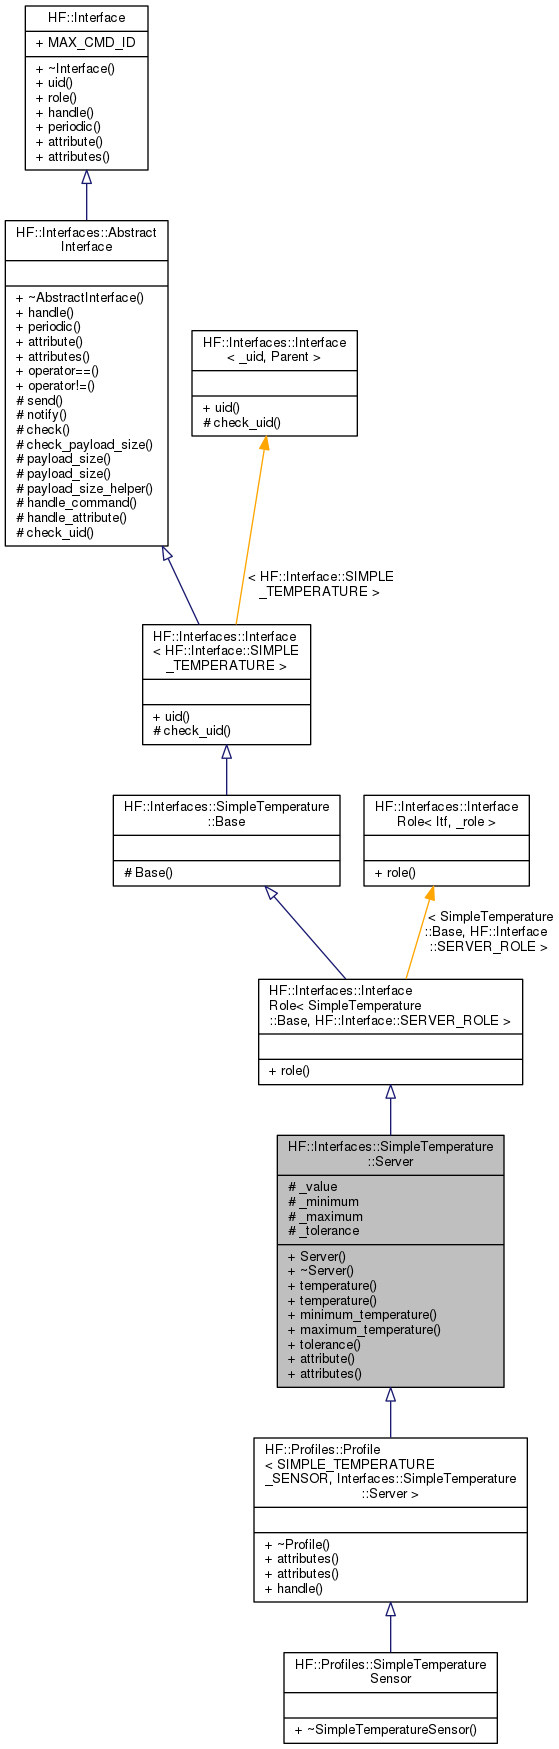 HF::Interface
+ MAX_CMD_ID
+ ~Interface()
+ uid()
+ role()
+ handle()
+ periodic()
+ attribute()
+ attributes()
HF::Interfaces::Abstract
Interface
+ ~AbstractInterface()
+ handle()
+ periodic()
+ attribute()
+ attributes()
+ operator==()
+ operator!=()
# send()
# notify()
# check()
# check_payload_size()
# payload_size()
# payload_size()
# payload_size_helper()
# handle_command()
# handle_attribute()
# check_uid()
HF::Interfaces::Interface
< _uid, Parent >
+ uid()
# check_uid()
< HF::Interface::SIMPLE
_TEMPERATURE >
HF::Interfaces::Interface
< HF::Interface::SIMPLE
_TEMPERATURE >
+ uid()
# check_uid()
HF::Interfaces::SimpleTemperature
::Base
# Base()
HF::Interfaces::Interface
Role< Itf, _role >
+ role()
< SimpleTemperature
::Base, HF::Interface
::SERVER_ROLE >
HF::Interfaces::Interface
Role< SimpleTemperature
::Base, HF::Interface::SERVER_ROLE >
+ role()
HF::Interfaces::SimpleTemperature
::Server
# _value
# _minimum
# _maximum
# _tolerance
+ Server()
+ ~Server()
+ temperature()
+ temperature()
+ minimum_temperature()
+ maximum_temperature()
+ tolerance()
+ attribute()
+ attributes()
HF::Profiles::Profile
< SIMPLE_TEMPERATURE
_SENSOR, Interfaces::SimpleTemperature
::Server >
+ ~Profile()
+ attributes()
+ attributes()
+ handle()
HF::Profiles::SimpleTemperature
Sensor
+ ~SimpleTemperatureSensor()